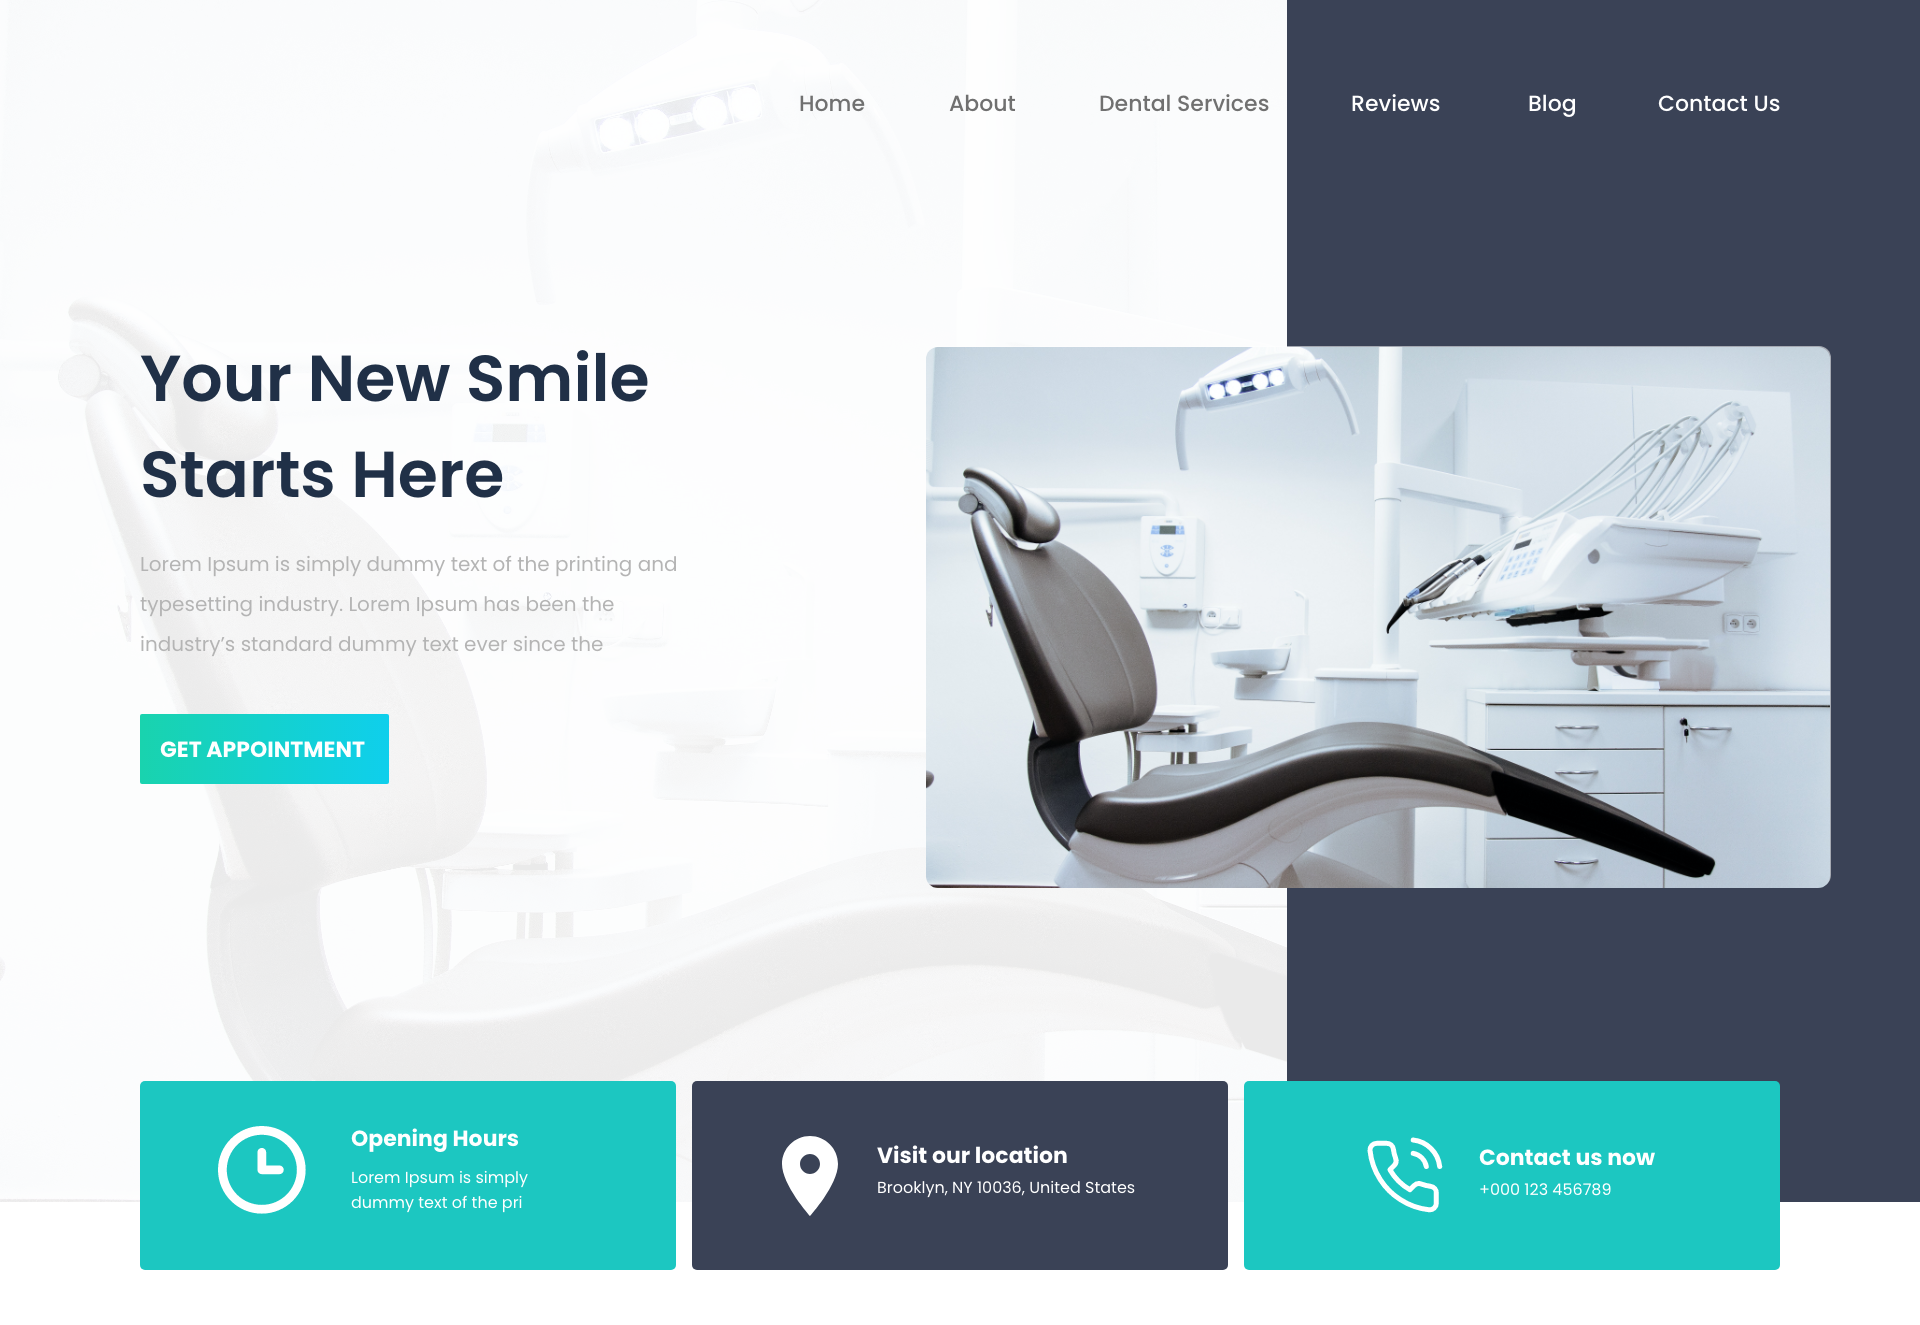 Home About Dental Services Reviews Blog Contact Us
Your New Smile
Starts Here
Lorem Ipsum is simply dummy text of the printing and
typesetting industry. Lorem Ipsum has been the
industry’s standard dummy text ever since the
GET APPOINTMENT
Opening Hours
Lorem Ipsum is simply
dummy text of the pri
Visit our location
Brooklyn, NY 10036, United States
Contact us now
+000 123 456789